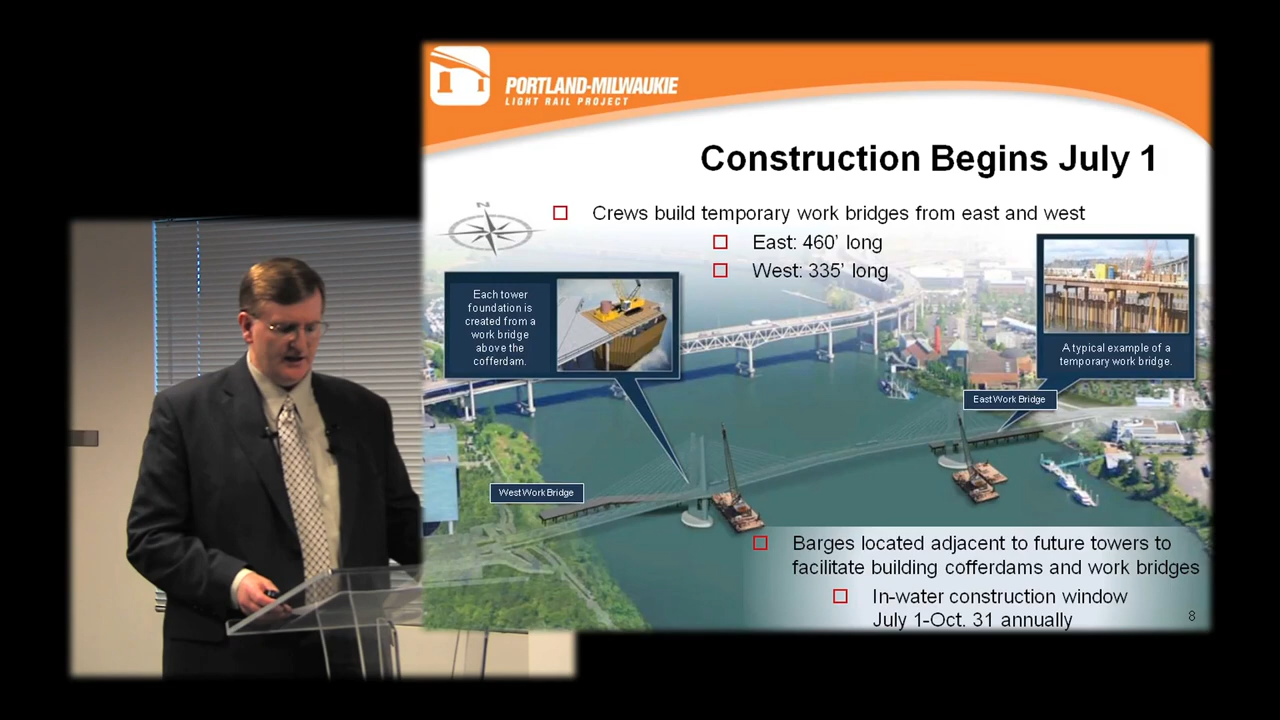 PORTLAND-MILWAUKIE
LIGHT RAIL PROJECT
Construction Begins July 1
N
Crews build temporary work bridges from east and west
East: 460’ long
West: 335’ long
Each tower
foundation is
created from a
work bridge
above the
cofferdam.
A typical example of a
temporary work bridge.
East Work Bridge
West Work Bridge
Barges located adjacent to future towers to
facilitate building cofferdams and work bridges
In-water construction window
July 1-Oct. 31 annually
8